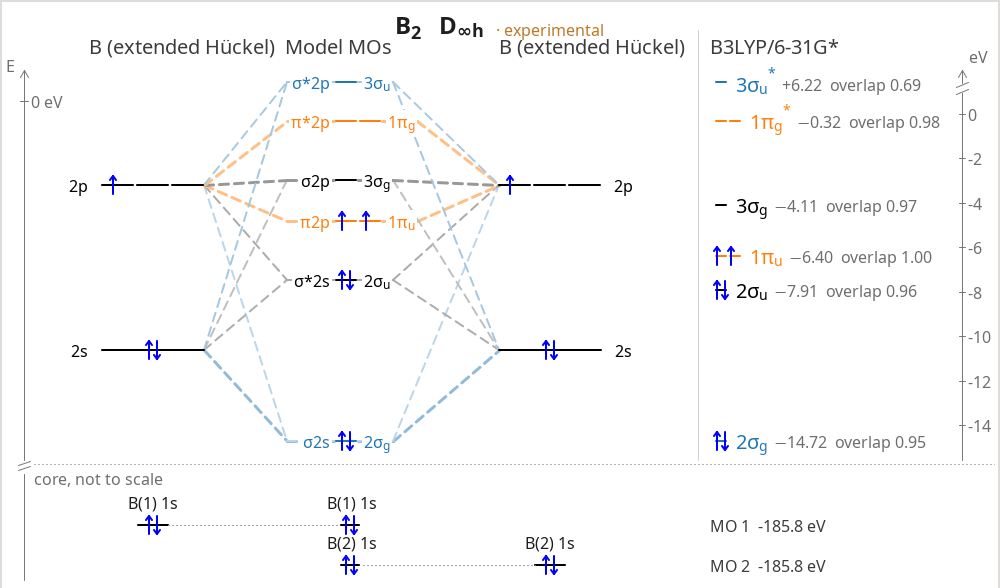 B₂ D∞h · experimental
B (extended Hückel) Model MOs B (extended Hückel) B3LYP/6-31G*
E eV
0 eV
σ*2p 3σu 3σu* +6.22 overlap 0.69
π*2p 1πg 1πg* −0.32 overlap 0.98 0
-2
2p σ2p 3σg 2p
3σg −4.11 overlap 0.97 -4
π2p 1πu
-6
1πu −6.40 overlap 1.00
σ*2s 2σu 2σu −7.91 overlap 0.96 -8
-10
2s 2s
-12
-14
σ2s 2σg 2σg −14.72 overlap 0.95
core, not to scale
B(1) 1s B(1) 1s
MO 1 -185.8 eV
B(2) 1s B(2) 1s
MO 2 -185.8 eV